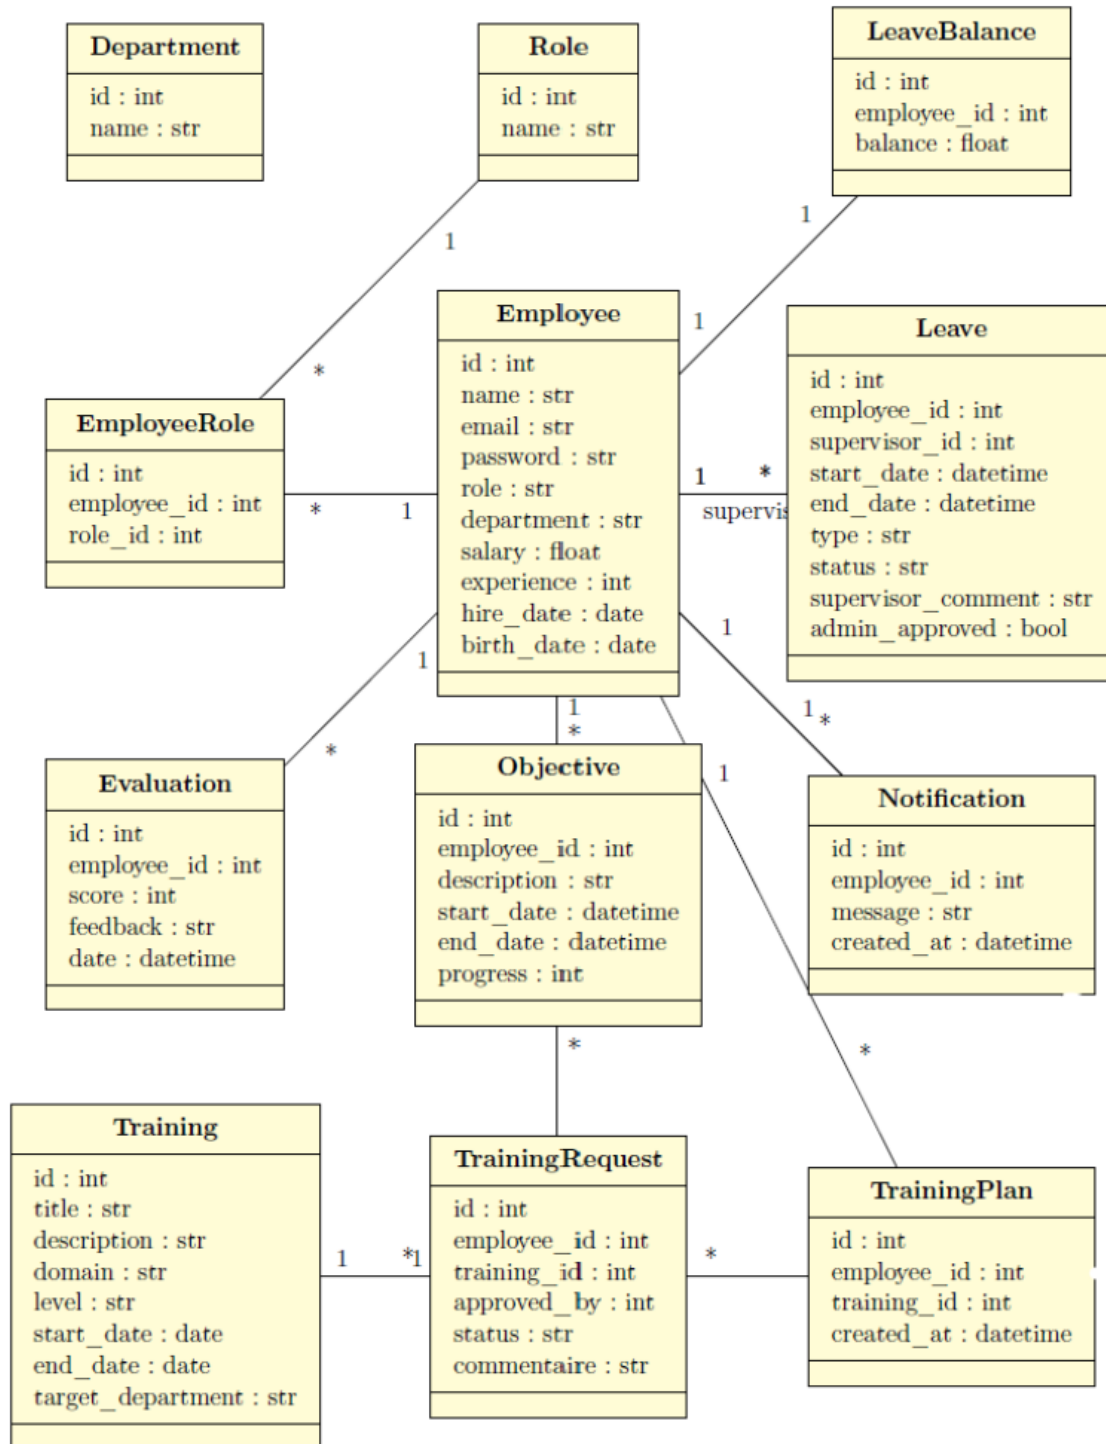 Department
id : int
name : str
Role
id : int
name : str
LeaveBalance
id : int
employee_id : int
balance : float
1
1
*
1
Employee
id : int
name : str
email : str
password : str
role : str
department : str
salary : float
experience : int
hire_date : date
birth_date : date
Leave
id : int
employee_id : int
supervisor_id : int
start_date : datetime
end_date : datetime
type : str
status : str
supervisor_comment : str
admin_approved : bool
EmployeeRole
id : int
employee_id : int
role_id : int
*
1
1
*
supervis
1
*
1
*
1
1
*
1
*
Evaluation
id : int
employee_id : int
score : int
feedback : str
date : datetime
Objective
id : int
employee_id : int
description : str
start_date : datetime
end_date : datetime
progress : int
Notification
id : int
employee_id : int
message : str
created_at : datetime
*
*
Training
id : int
title : str
description : str
domain : str
level : str
start_date : date
end_date : date
target_department : str
1
*
1
TrainingRequest
id : int
employee_id : int
training_id : int
approved_by : int
status : str
commentaire : str
*
TrainingPlan
id : int
employee_id : int
training_id : int
created_at : datetime